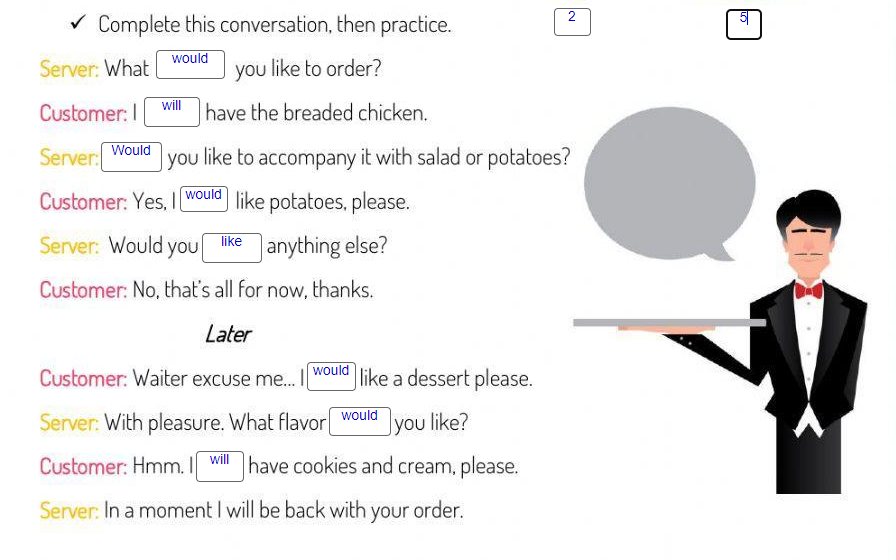 ✓ Complete this conversation, then practice. 2 5
Server: What would you like to order?
Customer: I will have the breaded chicken.
Server: Would you like to accompany it with salad or potatoes?
Customer: Yes, I would like potatoes, please.
Server: Would you like anything else?
Customer: No, that's all for now, thanks.
Later
Customer: Waiter excuse me... I would like a dessert please.
Server: With pleasure. What flavor would you like?
Customer: Hmm. I will have cookies and cream, please.
Server: In a moment I will be back with your order.